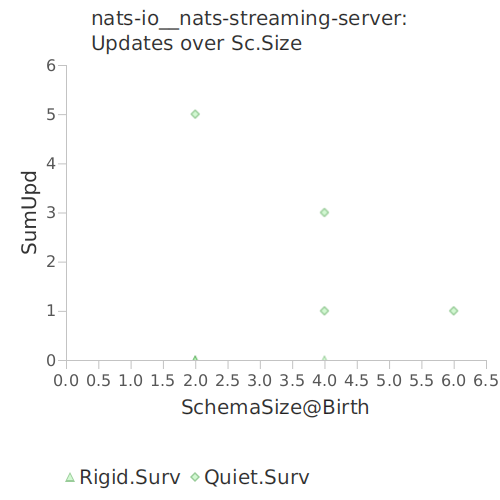 nats-io__nats-streaming-server:
Updates over Sc.Size
6
5
4
3
2
1
0
SumUpd
0.0 0.5 1.0 1.5 2.0 2.5 3.0 3.5 4.0 4.5 5.0 5.5 6.0 6.5
SchemaSize@Birth
Rigid.Surv Quiet.Surv